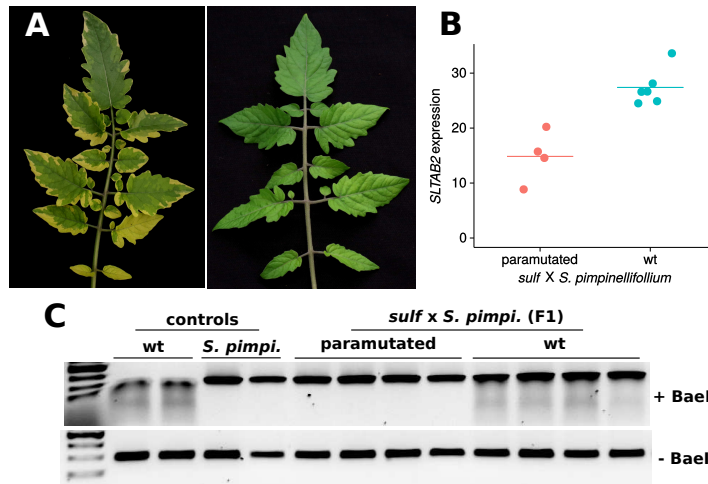 A
B
SLTAB2 expression
30
20
10
0
paramutated wt
sulf X S. pimpinellifollium
C
controls
sulf x S. pimpi. (F1)
wt S. pimpi. paramutated wt
+ BaeI
- BaeI